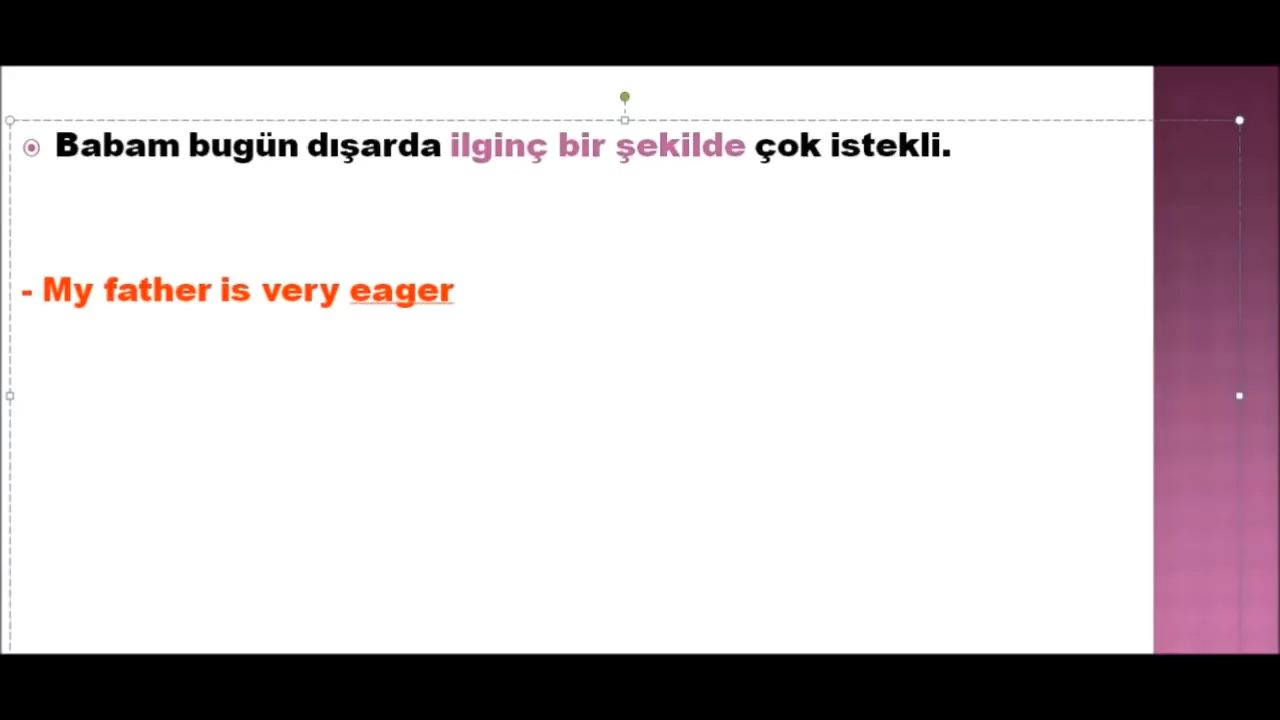 Babam bugün dışarda ilginç bir şekilde çok istekli.
- My father is very eager